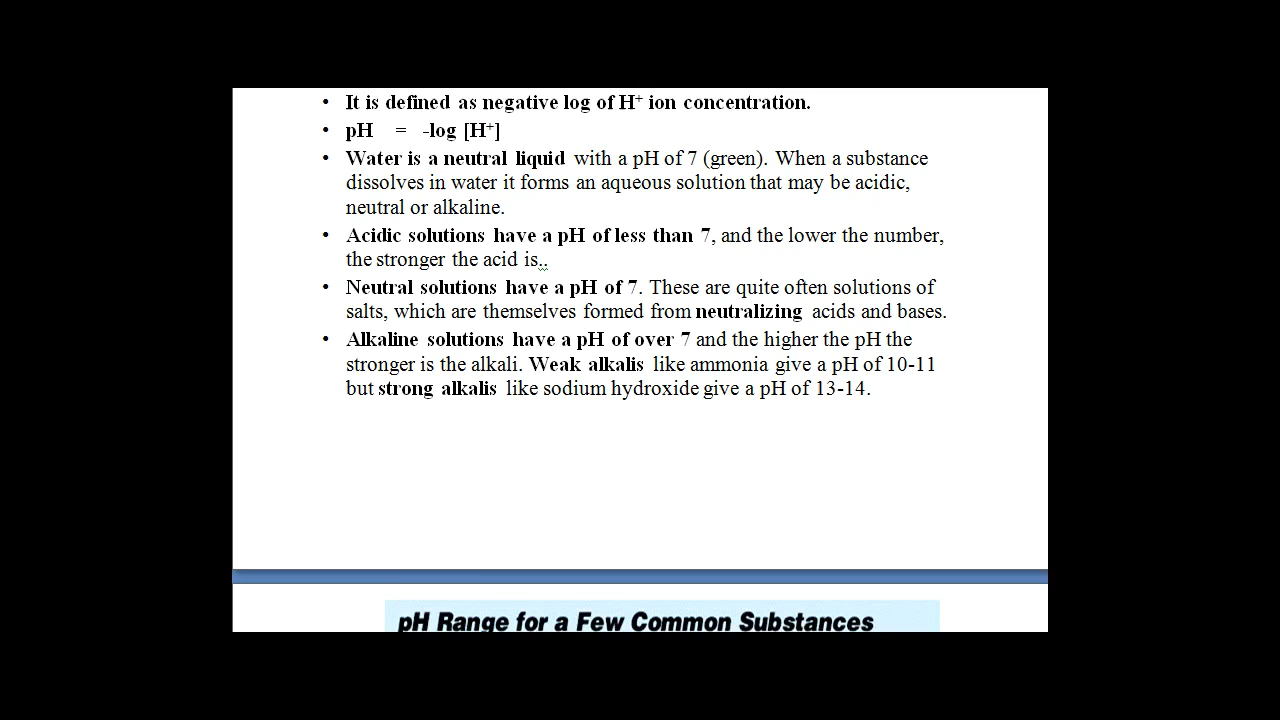 • It is defined as negative log of H⁺ ion concentration.
• pH = -log [H⁺]
• Water is a neutral liquid with a pH of 7 (green). When a substance
dissolves in water it forms an aqueous solution that may be acidic,
neutral or alkaline.
• Acidic solutions have a pH of less than 7, and the lower the number,
the stronger the acid is..
• Neutral solutions have a pH of 7. These are quite often solutions of
salts, which are themselves formed from neutralizing acids and bases.
• Alkaline solutions have a pH of over 7 and the higher the pH the
stronger is the alkali. Weak alkalis like ammonia give a pH of 10-11
but strong alkalis like sodium hydroxide give a pH of 13-14.
pH Range for a Few Common Substances